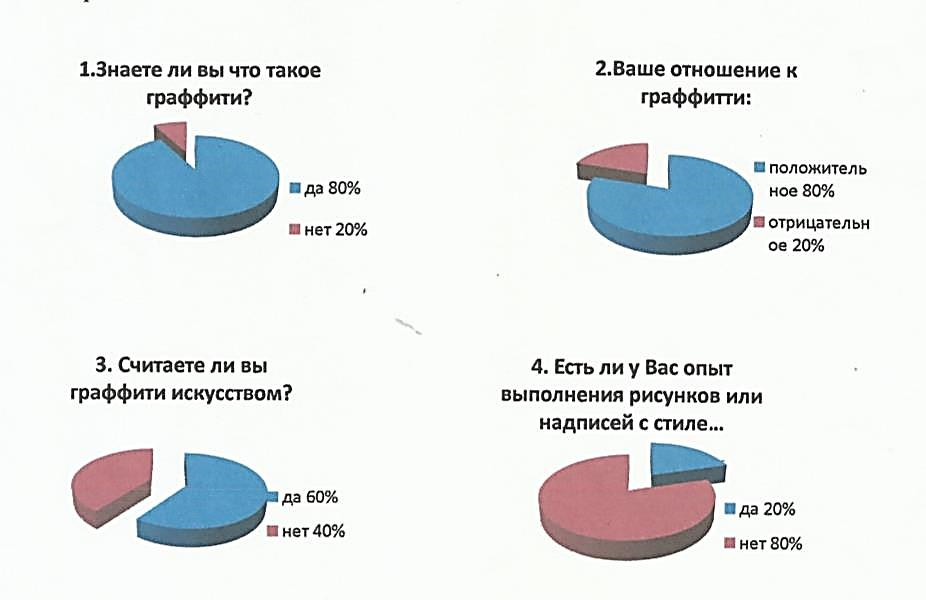 1.Знаете ли вы что такое
граффити?
да 80%
нет 20%
2.Ваше отношение к
граффитти:
положитель
ное 80%
отрицательн
ое 20%
3. Считаете ли вы
граффити искусством?
да 60%
нет 40%
4. Есть ли у Вас опыт
выполнения рисунков или
надписей с стиле...
да 20%
нет 80%